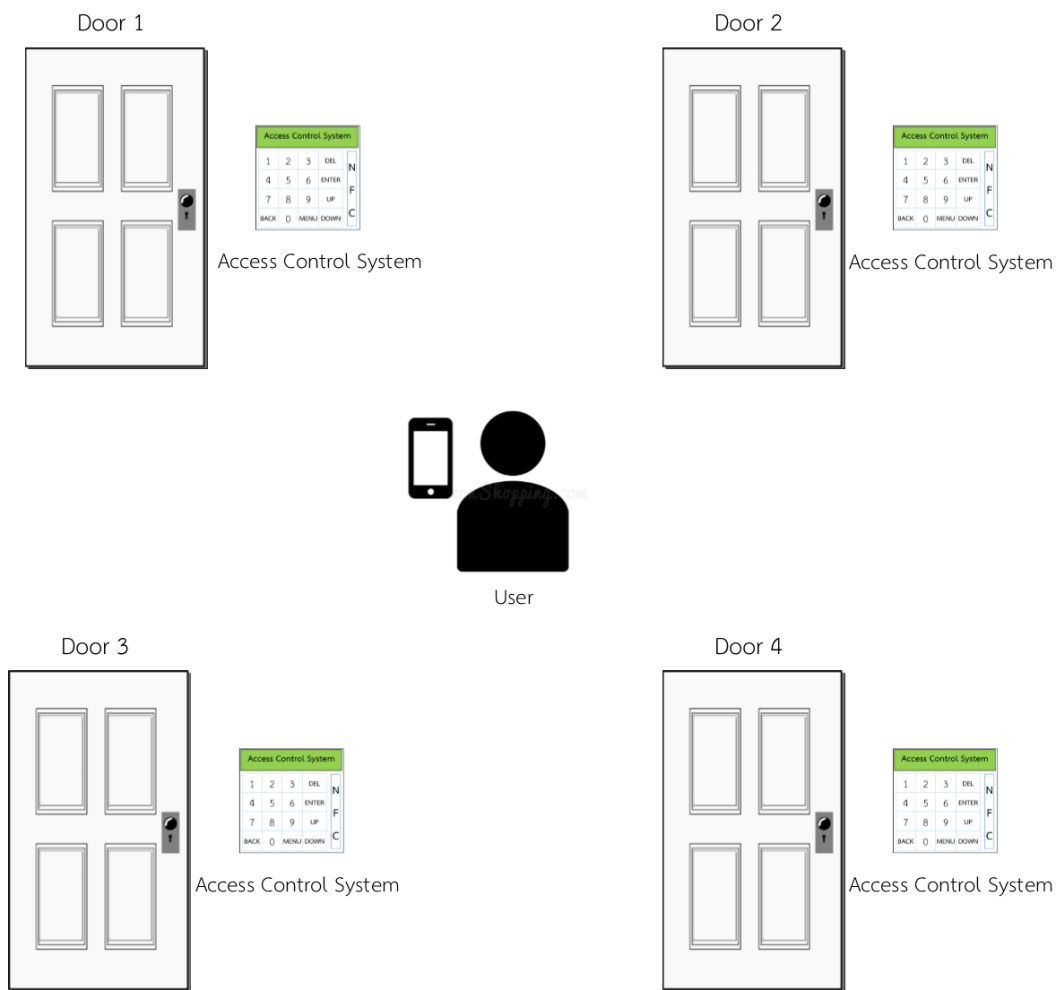 Door 1
Door 2
Access Control System
1 2 3 DEL
4 5 6 ENTER
7 8 9 UP
BACK 0 MENU DOWN
N
F
C
Access Control System
Access Control System
1 2 3 DEL
4 5 6 ENTER
7 8 9 UP
BACK 0 MENU DOWN
N
F
C
Access Control System
User
Door 3
Door 4
Access Control System
1 2 3 DEL
4 5 6 ENTER
7 8 9 UP
BACK 0 MENU DOWN
N
F
C
Access Control System
Access Control System
1 2 3 DEL
4 5 6 ENTER
7 8 9 UP
BACK 0 MENU DOWN
N
F
C
Access Control System